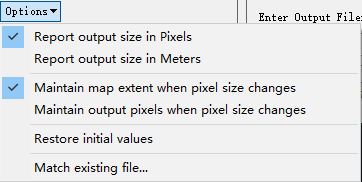 Options
Enter Output File
Report output size in Pixels
Report output size in Meters
Maintain map extent when pixel size changes
Maintain output pixels when pixel size changes
Restore initial values
Match existing file...